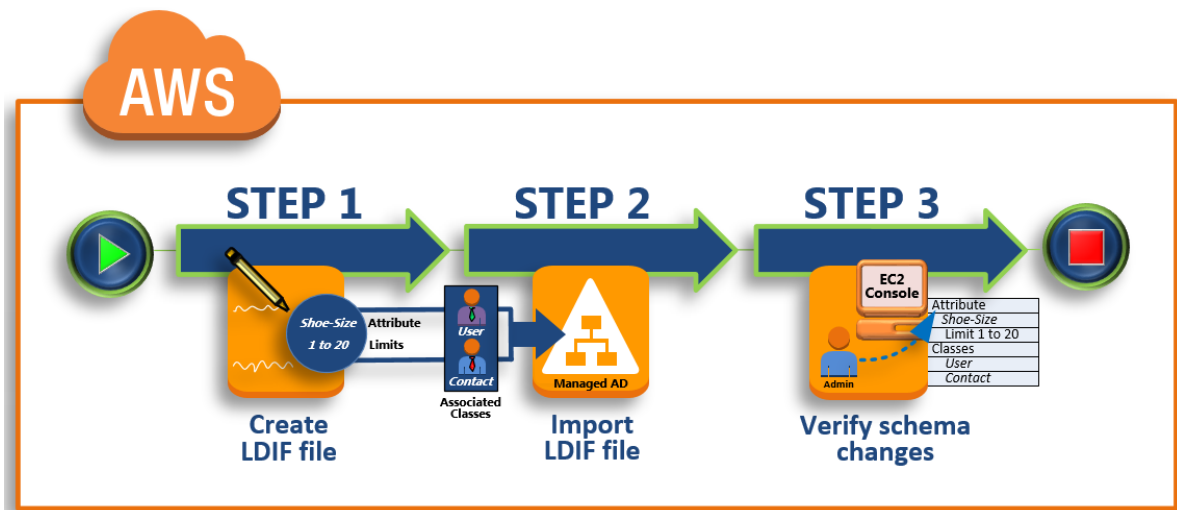 AWS
STEP 1
STEP 2
STEP 3
Shoe-Size
1 to 20
Attribute
Limits
User
Contact
Associated
Classes
Managed AD
EC2
Console
Admin
Attribute
Shoe-Size
Limit 1 to 20
Classes
User
Contact
Create
LDIF file
Import
LDIF file
Verify schema
changes